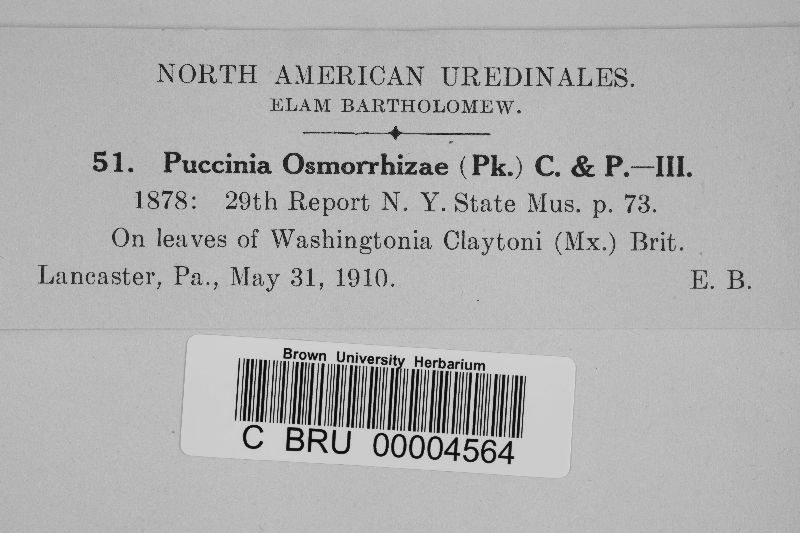 NORTH AMERICAN UREDINALES.
ELAM BARTHOLOMEW.
51. Puccinia Osmorrhizae (Pk.) C. & P.—III.
1878: 29th Report N. Y. State Mus. p. 73.
On leaves of Washingtonia Claytoni (Mx.) Brit.
Lancaster, Pa., May 31, 1910. E. B.
Brown University Herbarium
C BRU 00004564